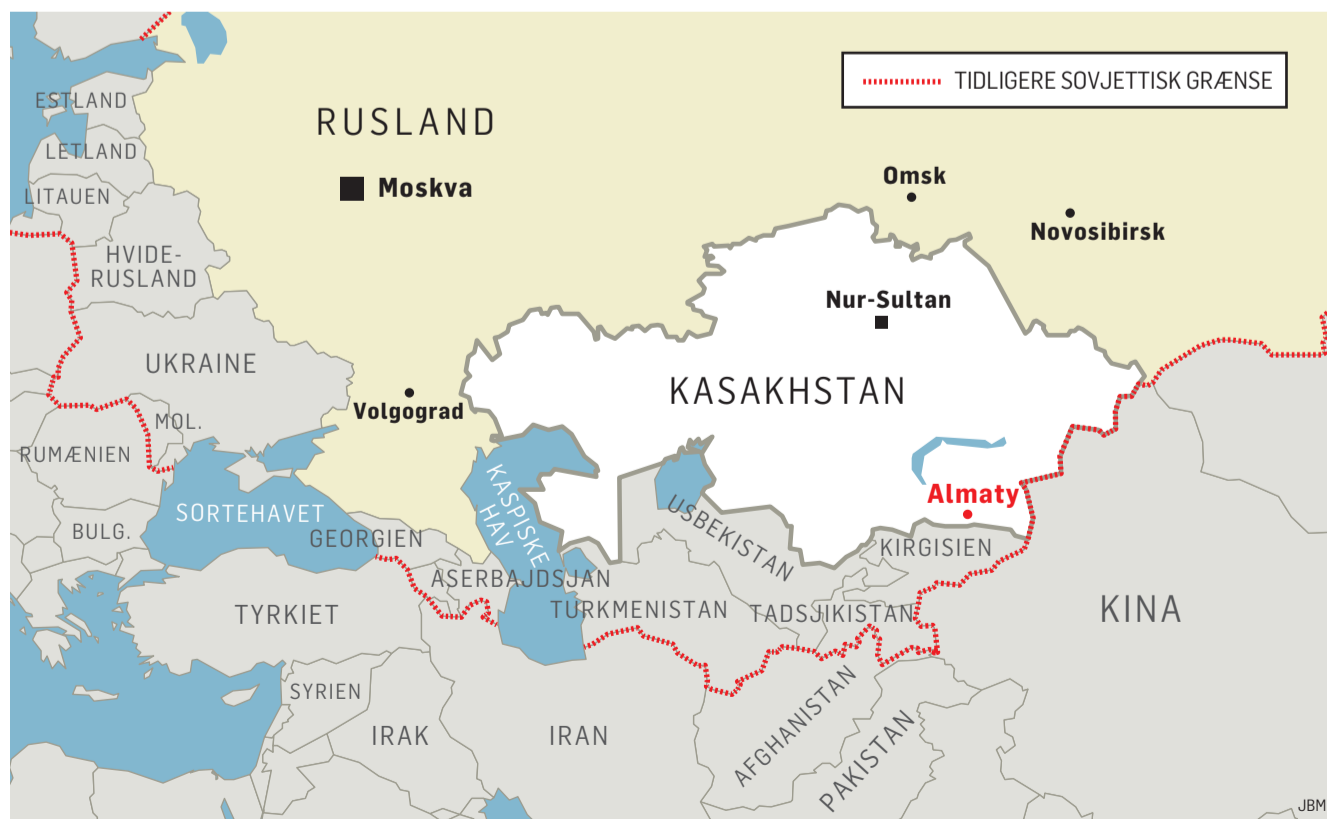 TIDLIGERE SOVJETTISK GRÆNSE
ESTLAND
RUSLAND
LETLAND
Moskva
Omsk
LITAUEN
Novosibirsk
HVIDE-
RUSLAND
Nur-Sultan
UKRAINE
KASAKHSTAN
Volgograd
MOL.
RUMÆNIEN
KASPISKE
HAV
Almaty
SORTEHAVET
USBEKISTAN
BULG.
GEORGIEN
KIRGISIEN
ASERBAJDSJAN
TYRKIET
TURKMENISTAN
TADSJIKISTAN
KINA
SYRIEN
IRAK
IRAN
AFGHANISTAN
PAKISTAN
JBM